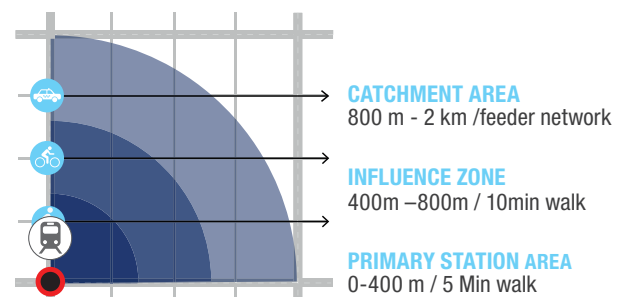 CATCHMENT AREA
800 m - 2 km /feeder network
INFLUENCE ZONE
400m –800m / 10min walk
PRIMARY STATION AREA
0-400 m / 5 Min walk